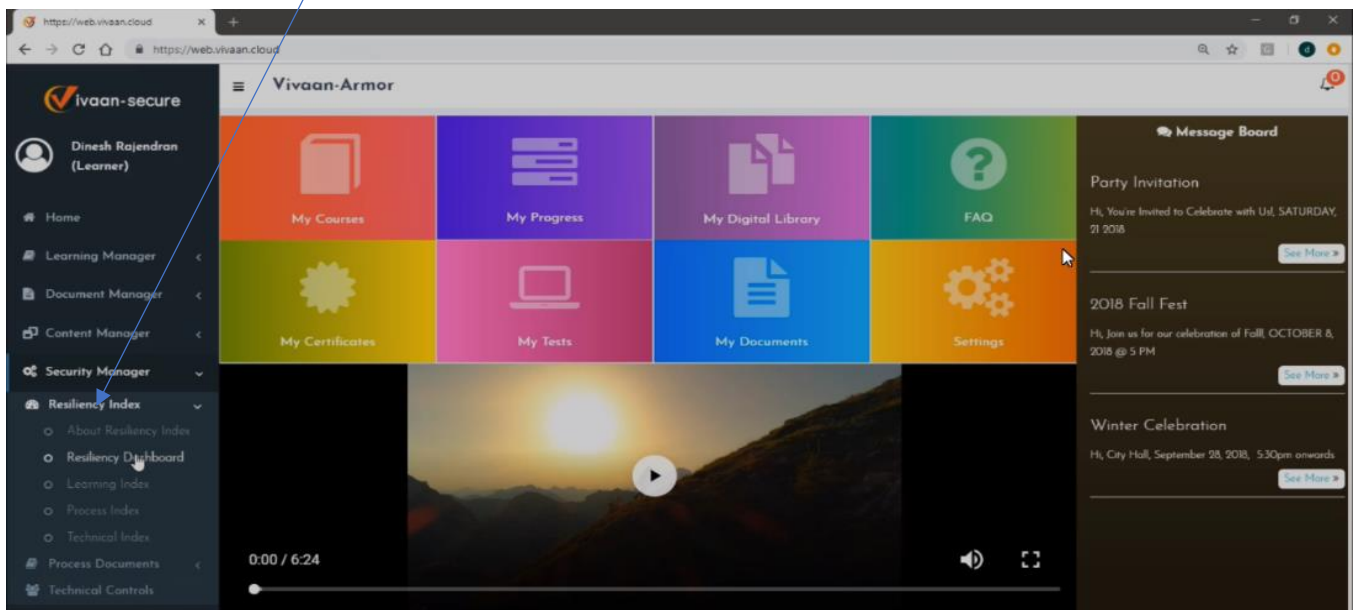 https://web.vivaan.cloud
https://web.vivaan.cloud
d
ivaan-secure
Vivaan-Armor
0
Dinesh Rajendran
(Learner)
Home
Learning Manager
Document Manager
Content Manager
Security Manager
Resiliency Index
About Resiliency Index
Resiliency Dashboard
Learning Index
Process Index
Technical Index
Process Documents
Technical Controls
My Courses
My Progress
My Digital Library
FAQ
My Certificates
My Tests
My Documents
Settings
0:00 / 6:24
Message Board
Party Invitation
Hi, You're Invited to Celebrate with Us!, SATURDAY,
21 2018
See More »
2018 Fall Fest
Hi, Join us for our celebration of Fall!, OCTOBER 8,
2018 @ 5 PM
See More »
Winter Celebration
Hi, City Hall, September 28, 2018, 5:30pm onwards
See More »